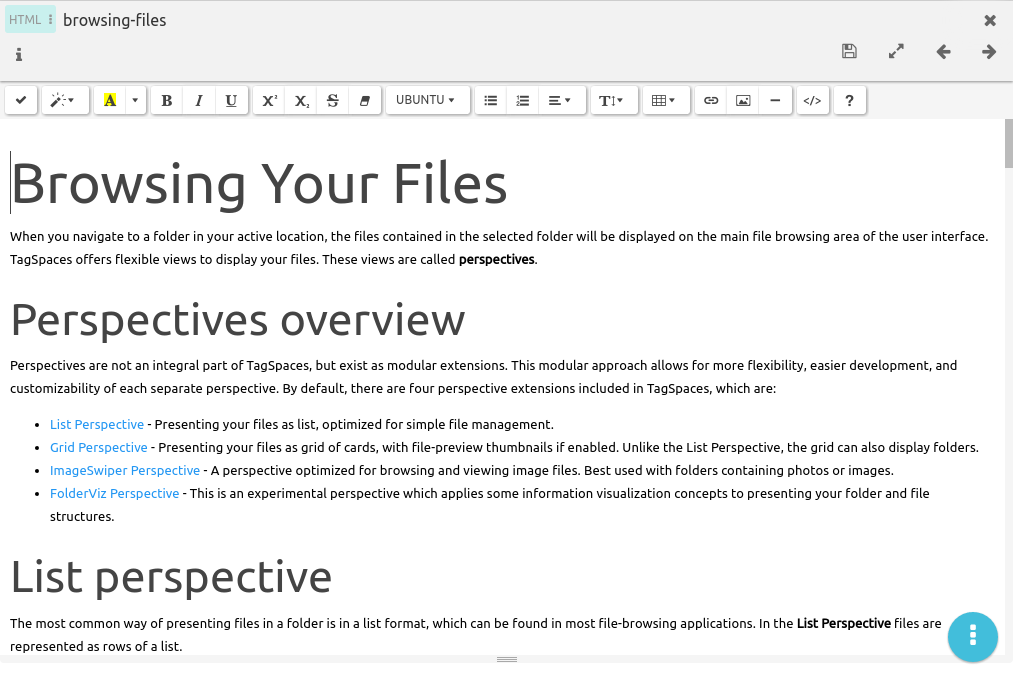 HTML browsing-files
A B I U X² X₂ S UBUNTU T </> ?
Browsing Your Files
When you navigate to a folder in your active location, the files contained in the selected folder will be displayed on the main file browsing area of the user interface.
TagSpaces offers flexible views to display your files. These views are called perspectives.
Perspectives overview
Perspectives are not an integral part of TagSpaces, but exist as modular extensions. This modular approach allows for more flexibility, easier development, and
customizability of each separate perspective. By default, there are four perspective extensions included in TagSpaces, which are:
• List Perspective - Presenting your files as list, optimized for simple file management.
• Grid Perspective - Presenting your files as grid of cards, with file-preview thumbnails if enabled. Unlike the List Perspective, the grid can also display folders.
• ImageSwiper Perspective - A perspective optimized for browsing and viewing image files. Best used with folders containing photos or images.
• FolderViz Perspective - This is an experimental perspective which applies some information visualization concepts to presenting your folder and file
structures.
List perspective
The most common way of presenting files in a folder is in a list format, which can be found in most file-browsing applications. In the List Perspective files are
represented as rows of a list.